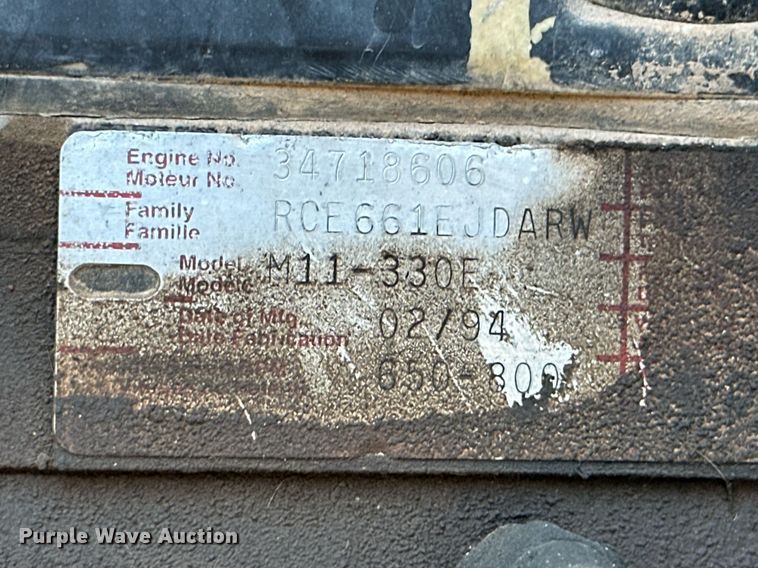 Engine No. 34718606
Moteur No.
Family RCE661EJDARW
Famille
Model M11-330E
Modele
Date of Mfg. 02/94
Date Fabrication
650-800
Purple Wave Auction